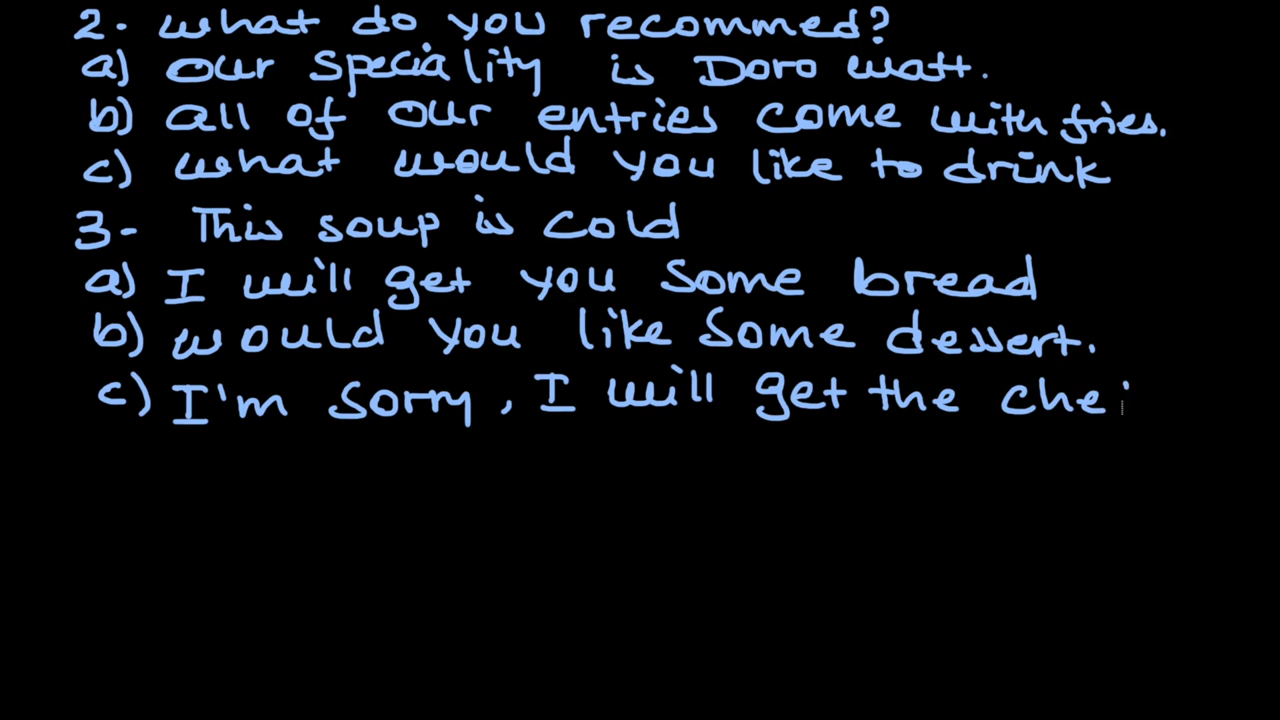 2. what do you recommed?
a) our speciality is Doro watt.
b) all of our entries come with fries.
c) what would you like to drink
3- This soup is cold
a) I will get you some bread
b) would you like some dessert.
c) I'm sorry, I will get the che